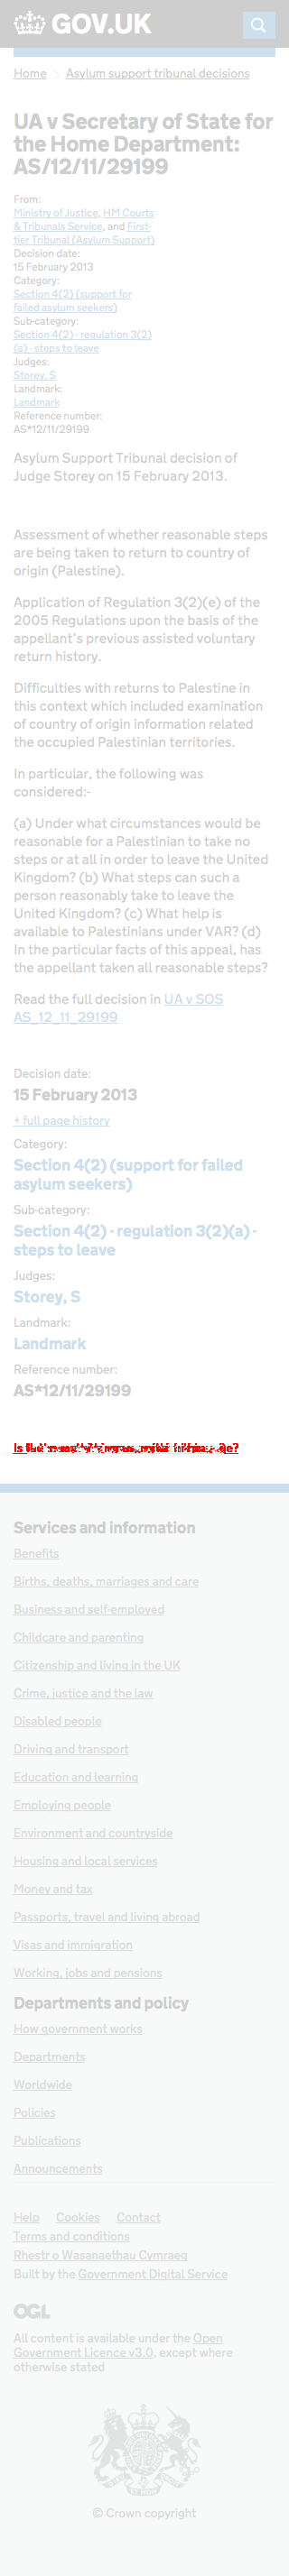 GOV.UK
Home
Asylum support tribunal decisions
UA v Secretary of State for
the Home Department:
AS/12/11/29199
From:
Ministry of Justice, HM Courts
& Tribunals Service, and First-
tier Tribunal (Asylum Support)
Decision date:
15 February 2013
Category:
Section 4(2) (support for
failed asylum seekers)
Sub-category:
Section 4(2) - regulation 3(2)
(a) - steps to leave
Judges:
Storey, S
Landmark:
Landmark
Reference number:
AS*12/11/29199
Asylum Support Tribunal decision of
Judge Storey on 15 February 2013.
Assessment of whether reasonable steps
are being taken to return to country of
origin (Palestine).
Application of Regulation 3(2)(e) of the
2005 Regulations upon the basis of the
appellant's previous assisted voluntary
return history.
Difficulties with returns to Palestine in
this context which included examination
of country of origin information related
the occupied Palestinian territories.
In particular, the following was
considered:-
(a) Under what circumstances would be
reasonable for a Palestinian to take no
steps or at all in order to leave the United
Kingdom? (b) What steps can such a
person reasonably take to leave the
United Kingdom? (c) What help is
available to Palestinians under VAR? (d)
In the particular facts of this appeal, has
the appellant taken all reasonable steps?
Read the full decision in UA v SOS
AS_12_11_29199
Decision date:
15 February 2013
+ full page history
Category:
Section 4(2) (support for failed
asylum seekers)
Sub-category:
Section 4(2) - regulation 3(2)(a) -
steps to leave
Judges:
Storey, S
Landmark:
Landmark
Reference number:
AS*12/11/29199
Services and information
Benefits
Births, deaths, marriages and care
Business and self-employed
Childcare and parenting
Citizenship and living in the UK
Crime, justice and the law
Disabled people
Driving and transport
Education and learning
Employing people
Environment and countryside
Housing and local services
Money and tax
Passports, travel and living abroad
Visas and immigration
Working, jobs and pensions
Departments and policy
How government works
Departments
Worldwide
Policies
Publications
Announcements
Help Cookies Contact
Terms and conditions
Rhestr o Wasanaethau Cymraeg
Built by the Government Digital Service
OGL
All content is available under the Open
Government Licence v3.0, except where
otherwise stated
© Crown copyright